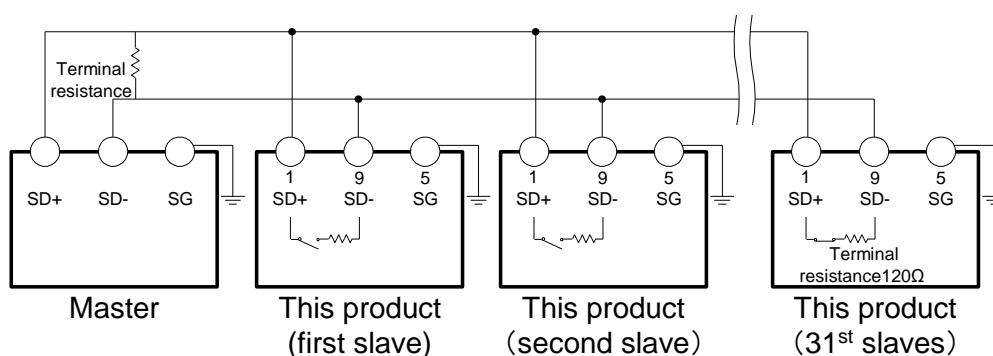 Terminal
resistance
1 9 5 1 9 5 1 9 5
SD+ SD- SG SD+ SD- SG SD+ SD- SG SD+ SD- SG
Terminal
resistance120Ω
Master This product This product This product
(first slave) （second slave） （31st slaves）